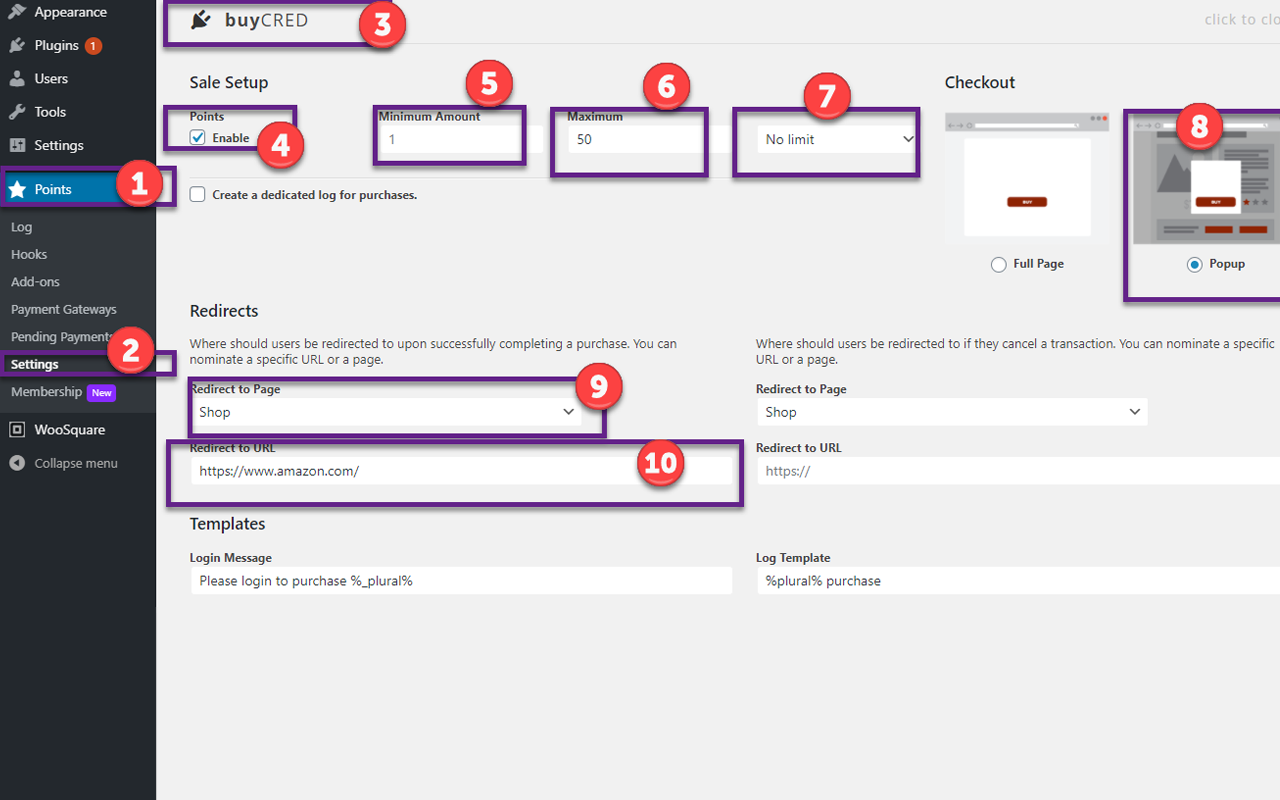 Appearance
Plugins 1
Users
Tools
Settings
1
Points
Log
Hooks
Add-ons
Payment Gateways
Pending Payments
2
Settings
Membership New
WooSquare
Collapse menu
buyCRED
3
click to clo
Sale Setup
5
6
7
Checkout
8
Points
Minimum Amount
Maximum
Enable
4
1
50
No limit
Create a dedicated log for purchases.
BUY
BUY
Full Page
Popup
Redirects
Where should users be redirected to upon successfully completing a purchase. You can
nominate a specific URL or a page.
Redirect to Page
9
Shop
Redirect to URL
10
https://www.amazon.com/
Where should users be redirected to if they cancel a transaction. You can nominate a specific
URL or a page.
Redirect to Page
Shop
Redirect to URL
https://
Templates
Login Message
Please login to purchase %_plural%
Log Template
%plural% purchase